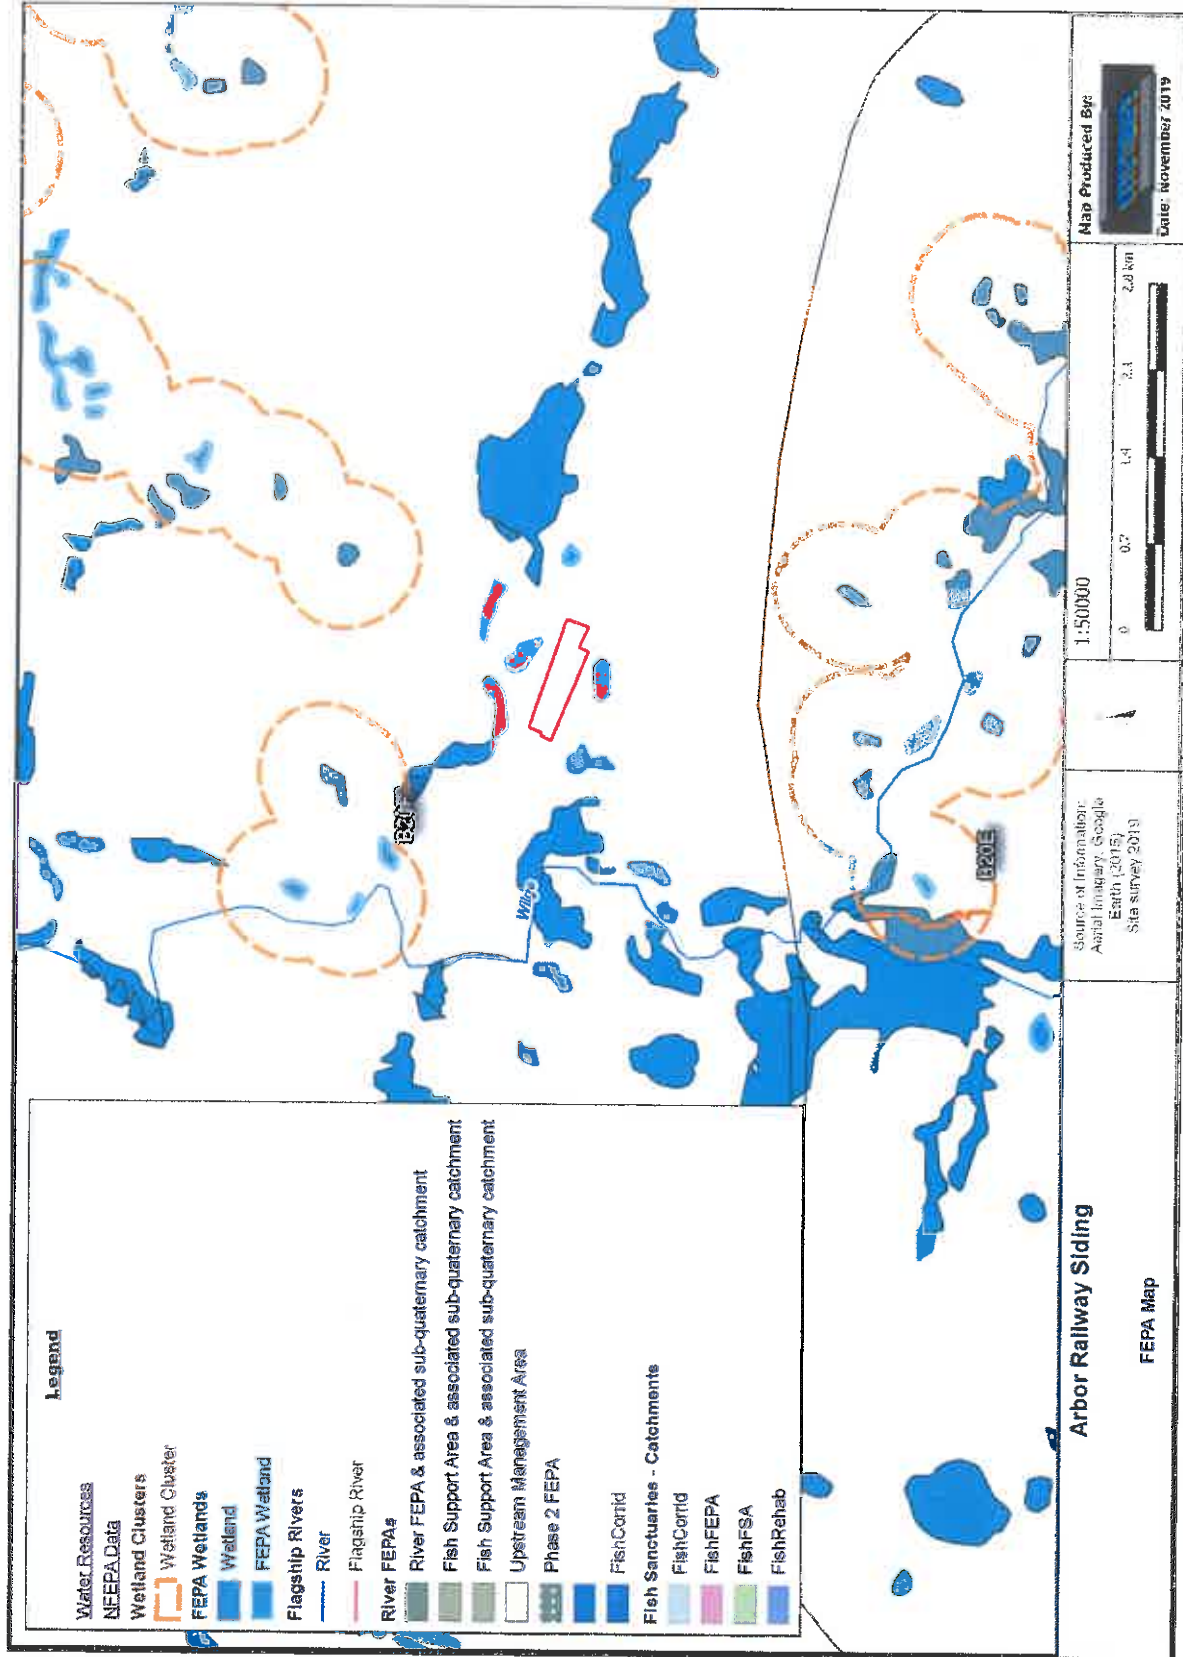 Legend
Water Resources
NFEPA Data
Wetland Clusters
Wetland Cluster
FEPA Wetlands
Wetland
FEPA Wetland
Flagship Rivers
River
Flagship River
River FEPAs
River FEPA & associated sub-quaternary catchment
Fish Support Area & associated sub-quaternary catchment
Fish Support Area & associated sub-quaternary catchment
Upstream Management Area
Phase 2 FEPA
FishCorrid
Fish Sanctuaries - Catchments
FishCorrid
FishFEPA
FishFSA
FishRehab
Wilge
B20E
Arbor Railway Siding
FEPA Map
Source of Information:
Aerial Imagery, Google
Earth (2015)
Site survey 2019
1:50000
0 0.7 1.4 2.1 2.8 km
Map Produced By:
Date: November 2019